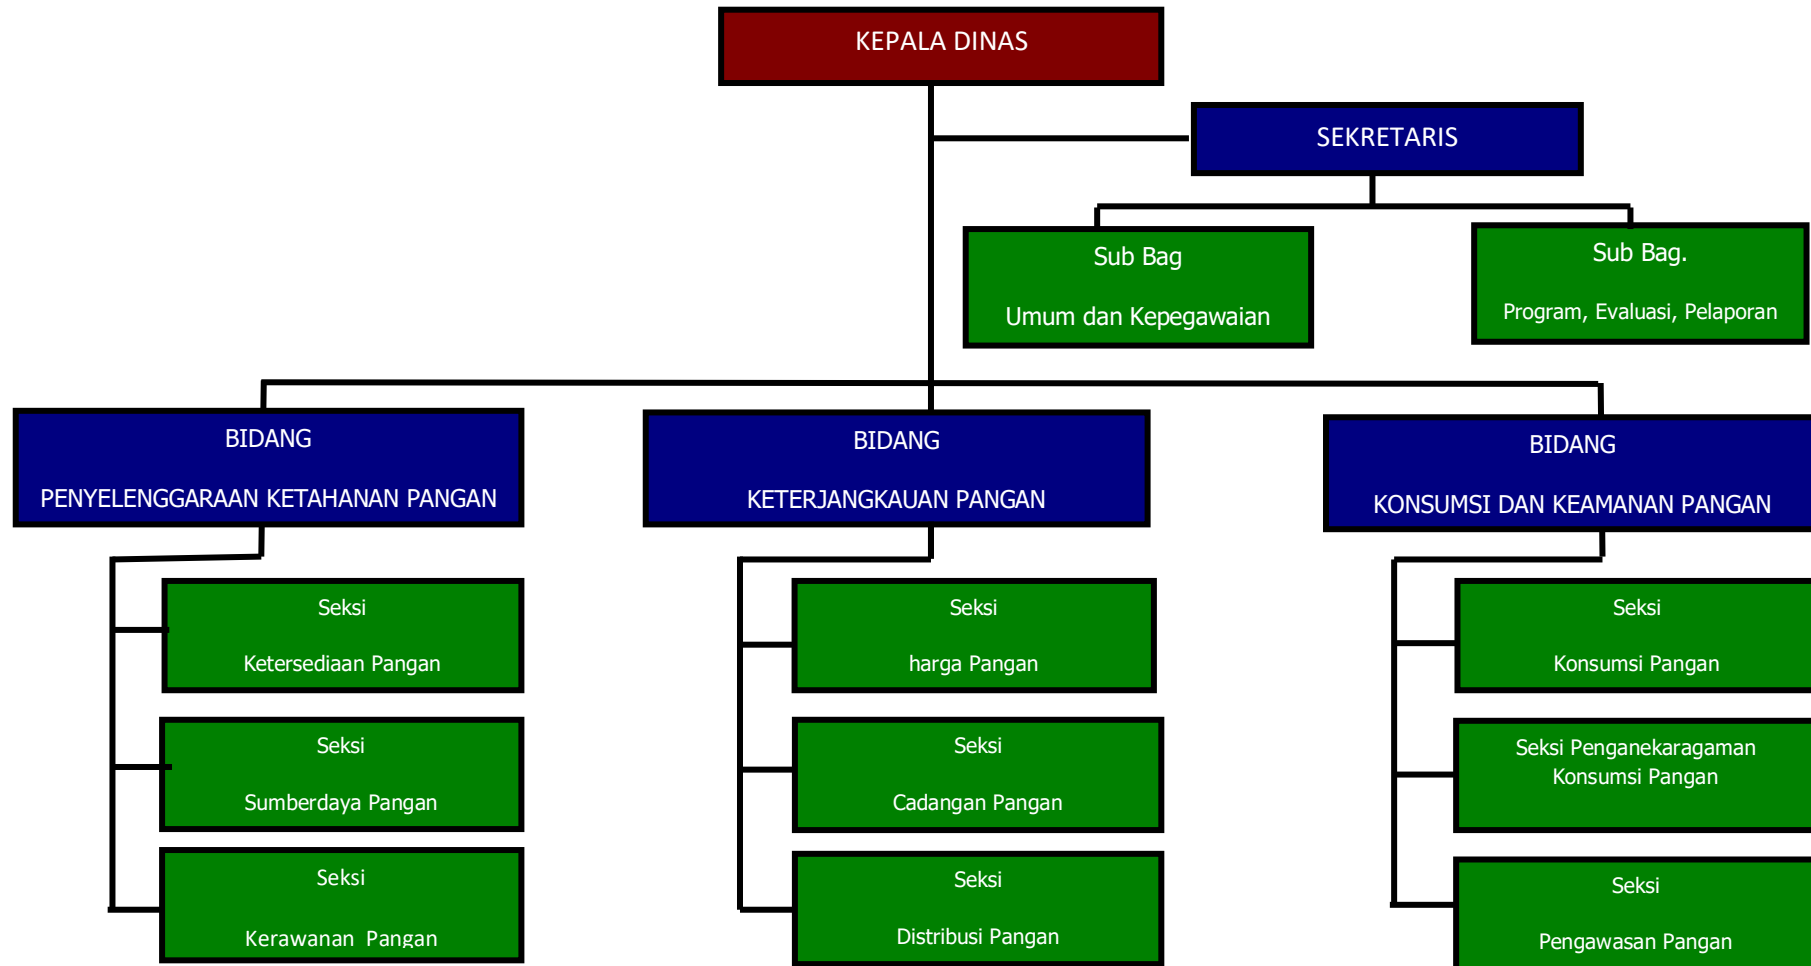 KEPALA DINAS
SEKRETARIS
Sub Bag
Umum dan Kepegawaian
Sub Bag.
Program, Evaluasi, Pelaporan
BIDANG
PENYELENGGARAAN KETAHANAN PANGAN
BIDANG
KETERJANGKAUAN PANGAN
BIDANG
KONSUMSI DAN KEAMANAN PANGAN
Seksi
Ketersediaan Pangan
Seksi
Sumberdaya Pangan
Seksi
Kerawanan Pangan
Seksi
harga Pangan
Seksi
Cadangan Pangan
Seksi
Distribusi Pangan
Seksi
Konsumsi Pangan
Seksi Penganekaragaman
Konsumsi Pangan
Seksi
Pengawasan Pangan